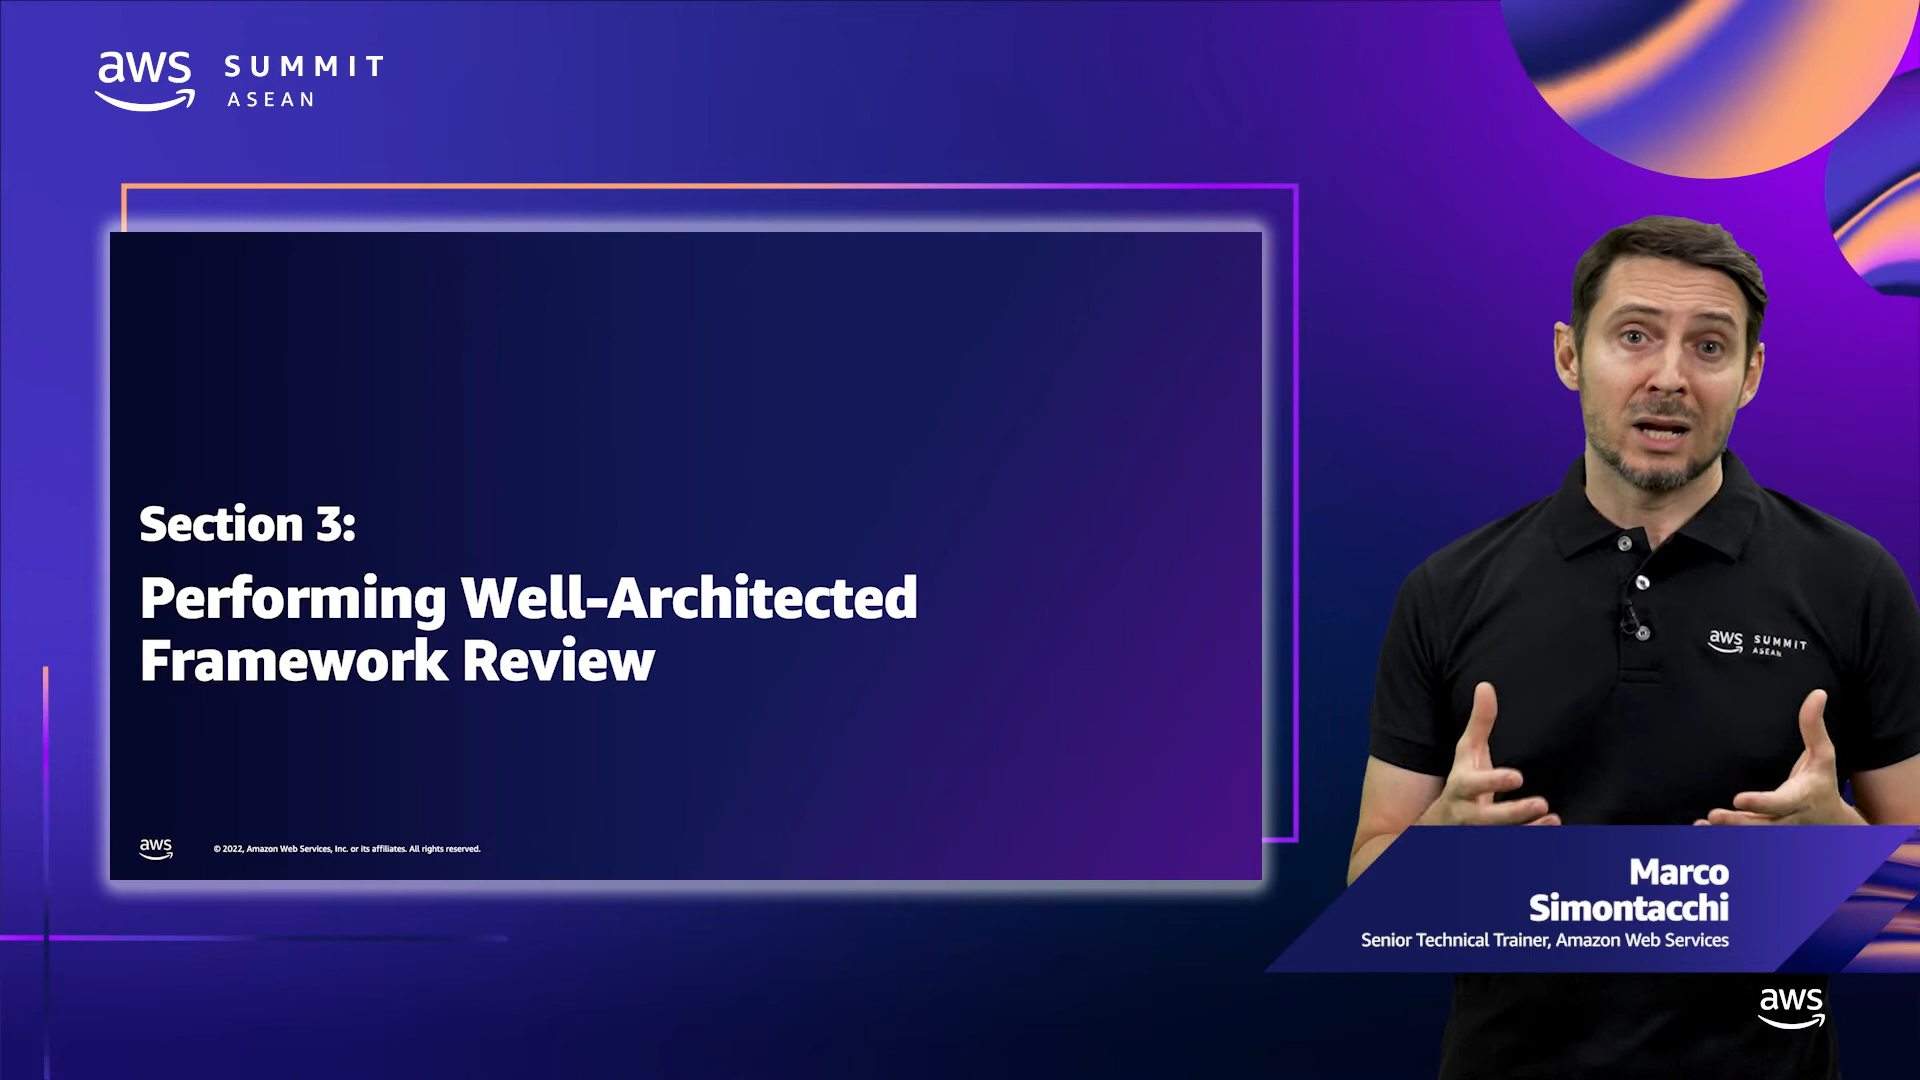 aws SUMMIT
ASEAN
Section 3:
Performing Well-Architected
Framework Review
aws © 2022, Amazon Web Services, Inc. or its affiliates. All rights reserved.
aws SUMMIT
ASEAN
Marco
Simontacchi
Senior Technical Trainer, Amazon Web Services
aws